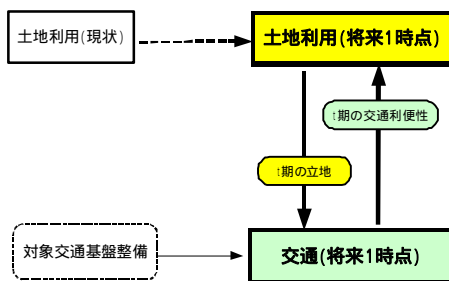 土地利用(現状)
土地利用(将来1時点)
t期の交通利便性
t期の立地
対象交通基盤整備
交通(将来1時点)